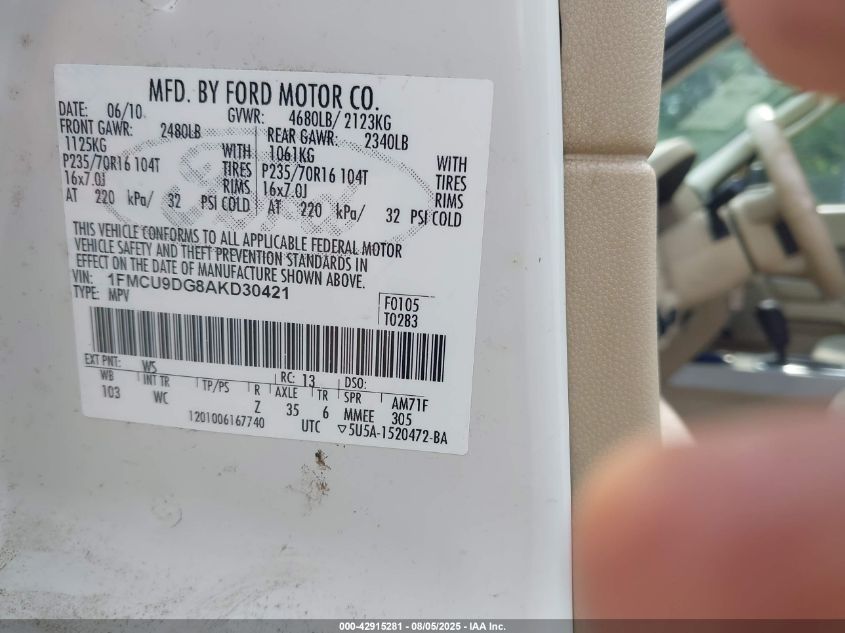 MFD. BY FORD MOTOR CO.
DATE: 06/10 GVWR: 4680LB/ 2123KG
FRONT GAWR: 2480LB REAR GAWR: 2340LB
1125KG WITH 1061KG WITH
P235/70R16 104T TIRES P235/70R16 104T TIRES
16x7.0J RIMS 16x7.0J RIMS
AT 220 kPa/ 32 PSI COLD AT 220 kPa/ 32 PSI COLD
THIS VEHICLE CONFORMS TO ALL APPLICABLE FEDERAL MOTOR
VEHICLE SAFETY AND THEFT PREVENTION STANDARDS IN
EFFECT ON THE DATE OF MANUFACTURE SHOWN ABOVE.
VIN: 1FMCU9DG8AKD30421
TYPE: MPV
F0105
T0283
EXT PNT: WS RC: 13 DSO:
WB INT TR TP/PS R AXLE TR SPR AM71F
103 WC Z 35 6 MMEE 305
1201006167740 UTC ▽5U5A-1520472-BA
Ford
000-42915281 - 08/05/2025 - IAA Inc.